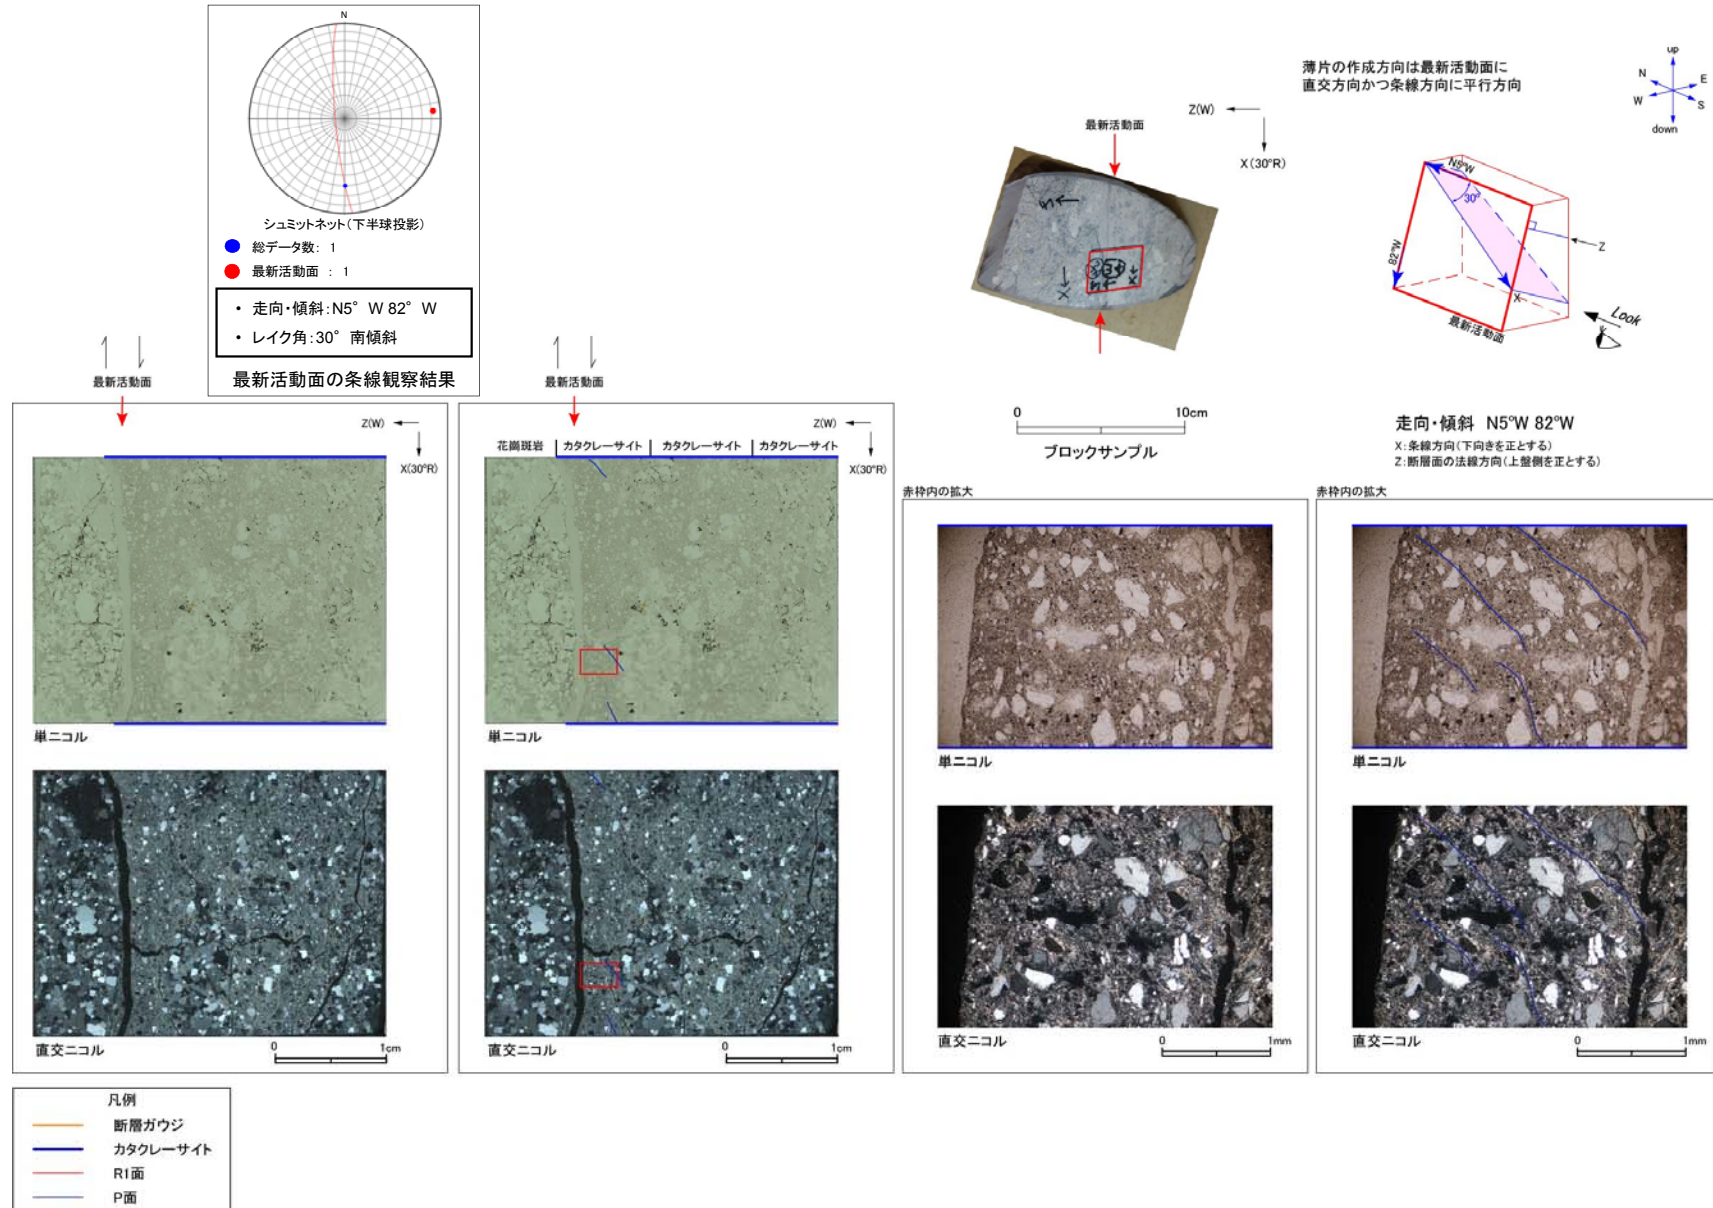 N
シュミットネット(下半球投影)
総データ数： 1
最新活動面 ： 1
・ 走向・傾斜：N5°W 82°W
・ レイク角：30°南傾斜
最新活動面の条線観察結果
薄片の作成方向は最新活動面に
直交方向かつ条線方向に平行方向
up
N
E
W
S
down
Z(W)
X(30°R)
最新活動面
N5°W
30°
82°W
Z
X
最新活動面
Look
0
10cm
ブロックサンプル
走向・傾斜 N5°W 82°W
X：条線方向(下向きを正とする)
Z：断層面の法線方向(上盤側を正とする)
最新活動面
Z(W)
X(30°R)
単ニコル
直交ニコル
0
1cm
最新活動面
Z(W)
X(30°R)
花崗斑岩
カタクレーサイト
カタクレーサイト
カタクレーサイト
単ニコル
直交ニコル
0
1cm
赤枠内の拡大
単ニコル
直交ニコル
0
1mm
赤枠内の拡大
単ニコル
直交ニコル
0
1mm
凡例
断層ガウジ
カタクレーサイト
R1面
P面